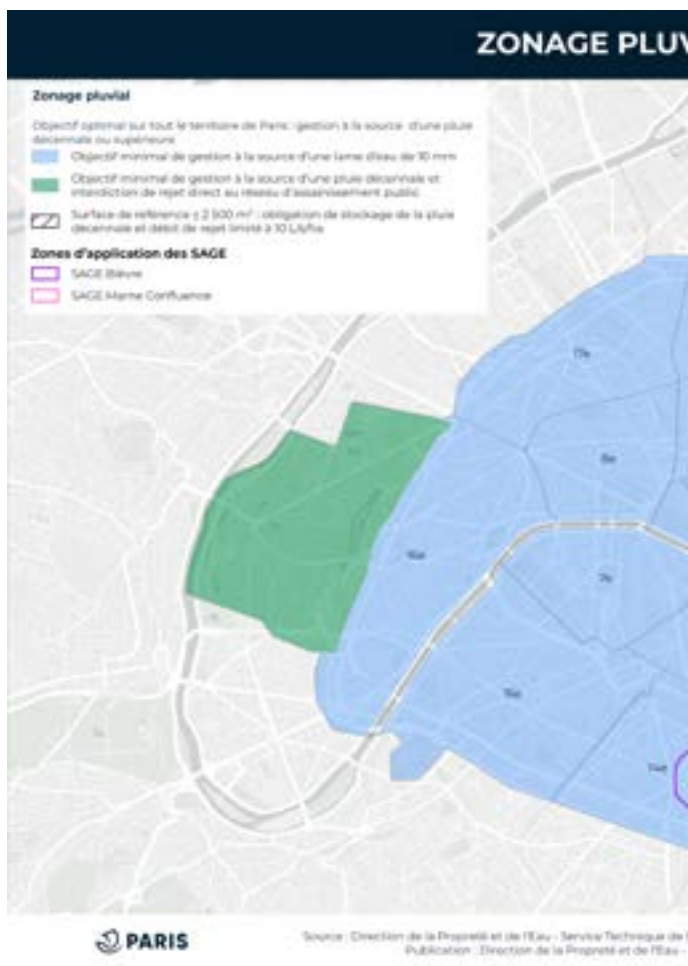 ZONAGE PLUV
Zonage pluvial
Objectif optimal sur tout le territoire de Paris : gestion à la source d'une pluie
décennale ou supérieure
Objectif minimal de gestion à la source d'une lame d'eau de 10 mm
Objectif minimal de gestion à la source d'une pluie décennale et
interdiction de rejet direct au réseau d'assainissement public
Surface de référence ≥ 2 500 m² : obligation de stockage de la pluie
décennale et débit de rejet limité à 10 L/s/ha
Zones d'application des SAGE
SAGE Bièvre
SAGE Marne Confluence
17e
8e
16e
7e
15e
14e
PARIS
Source : Direction de la Propreté et de l'Eau - Service Technique de
Publication : Direction de la Propreté et de l'Eau -